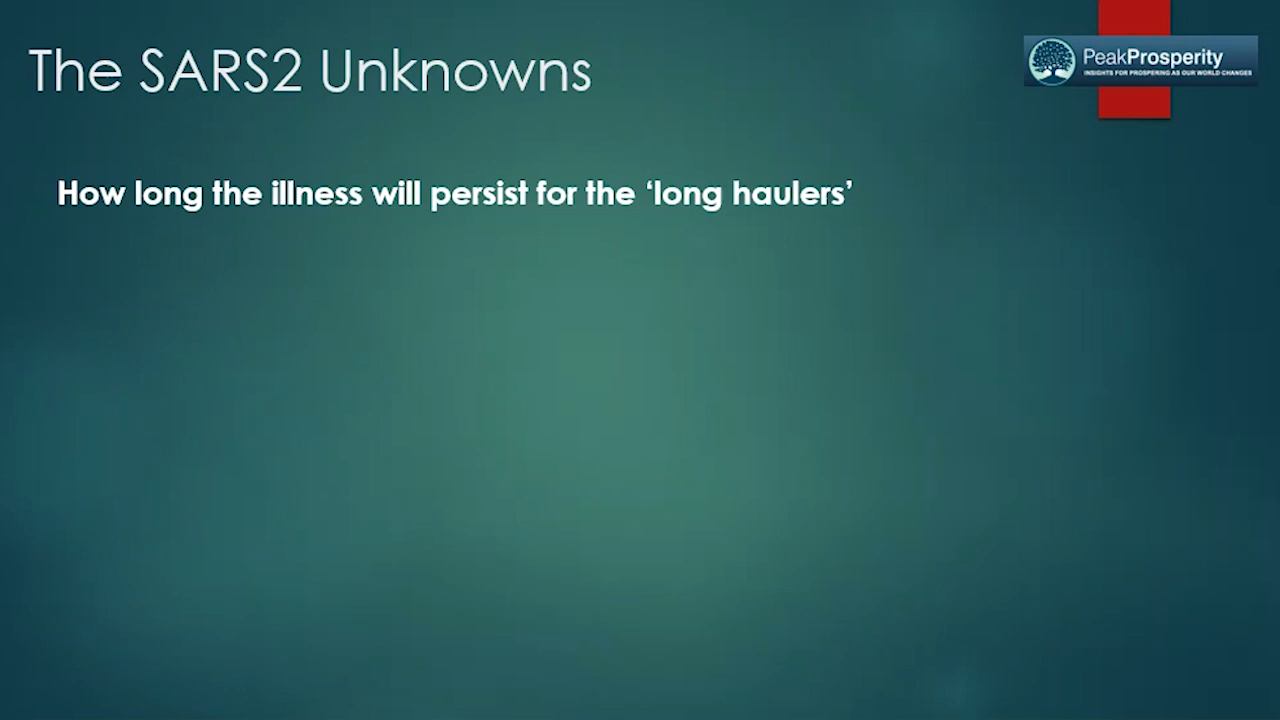 The SARS2 Unknowns
PeakProsperity
INSIGHTS FOR PROSPERING AS OUR WORLD CHANGES
How long the illness will persist for the ‘long haulers’